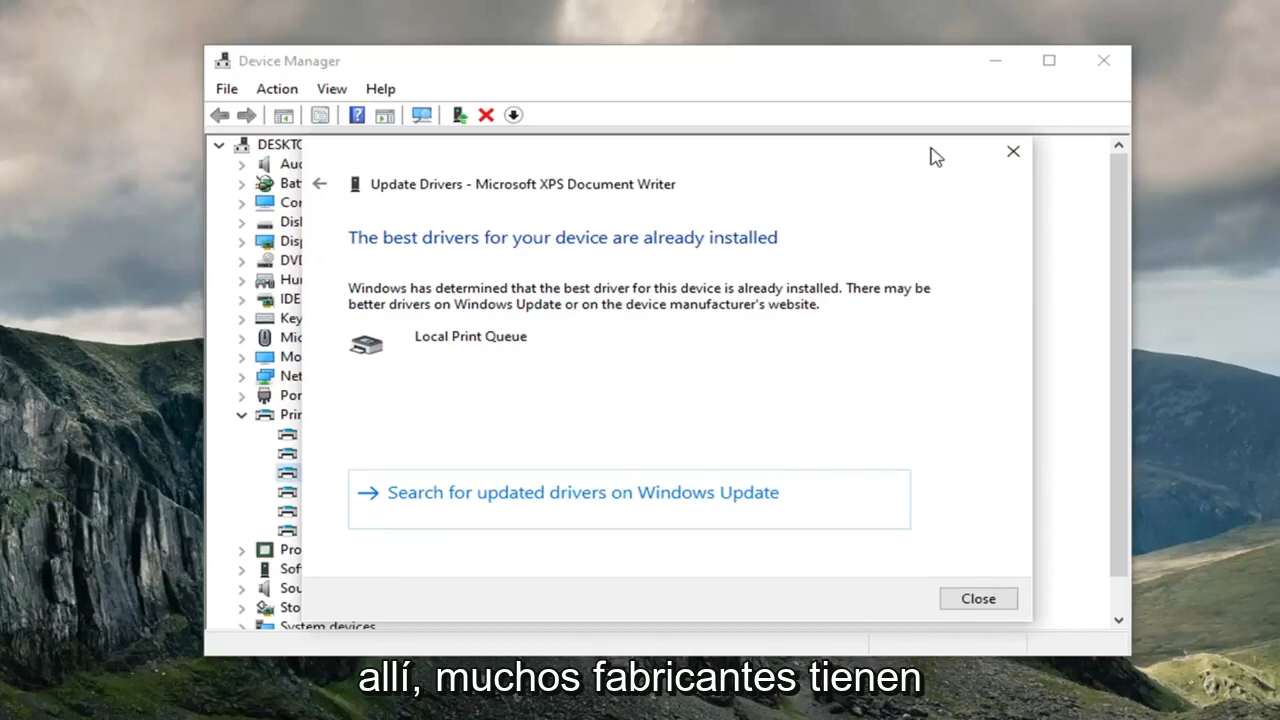 Device Manager
File Action View Help
DESKTO
Auc
Bat
Cor
Disl
Disp
DVD
Hur
IDE
Key
Mic
Mo
Net
Por
Prin
Pro
Sof
Sou
Sto
System devices
Update Drivers - Microsoft XPS Document Writer
The best drivers for your device are already installed
Windows has determined that the best driver for this device is already installed. There may be
better drivers on Windows Update or on the device manufacturer's website.
Local Print Queue
Search for updated drivers on Windows Update
Close
allí, muchos fabricantes tienen